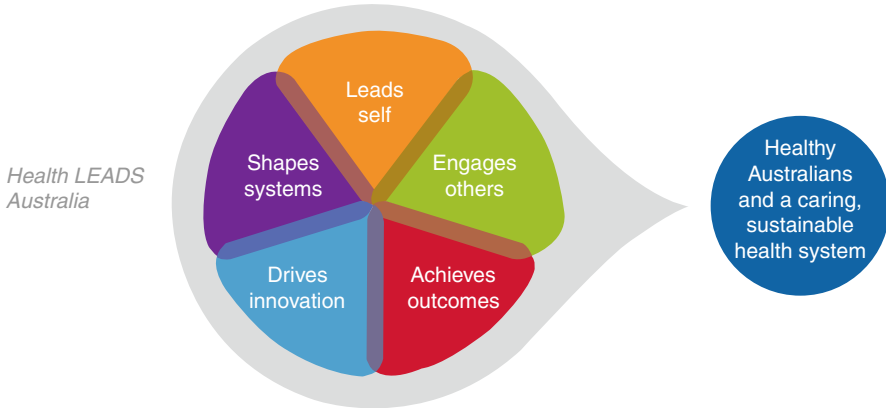 Health LEADS
Australia
Leads
self
Engages
others
Achieves
outcomes
Drives
innovation
Shapes
systems
Healthy
Australians
and a caring,
sustainable
health system